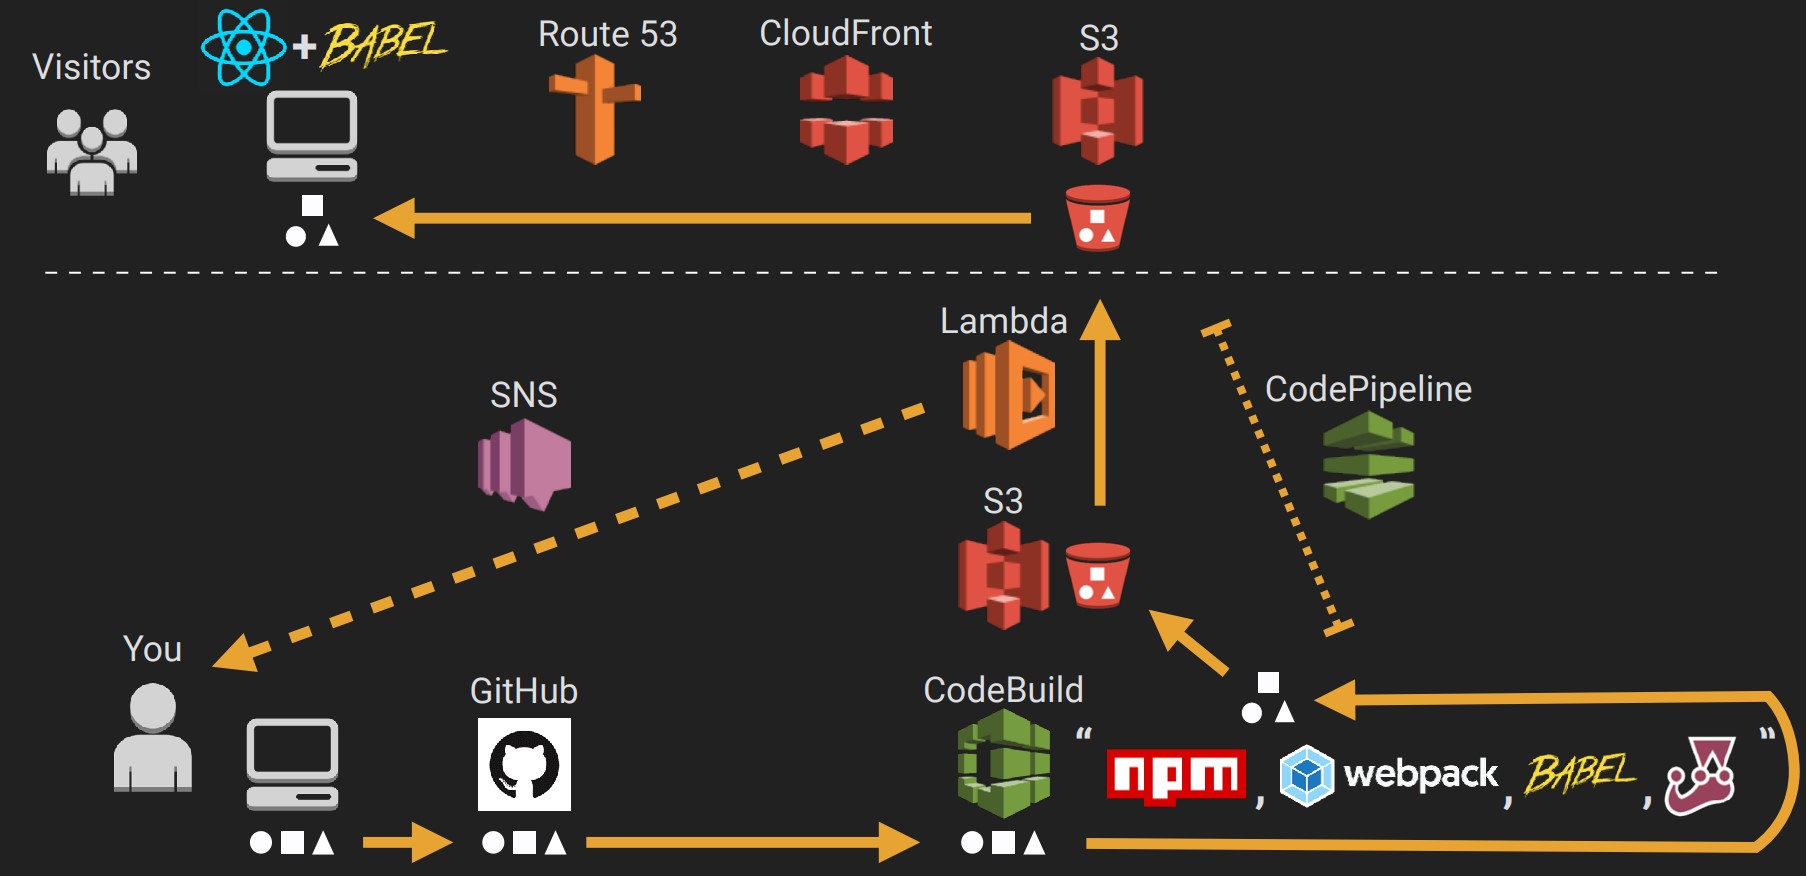 Visitors
+ BABEL
Route 53
CloudFront
S3
Lambda
SNS
CodePipeline
S3
You
GitHub
CodeBuild
“ npm , webpack , BABEL , "